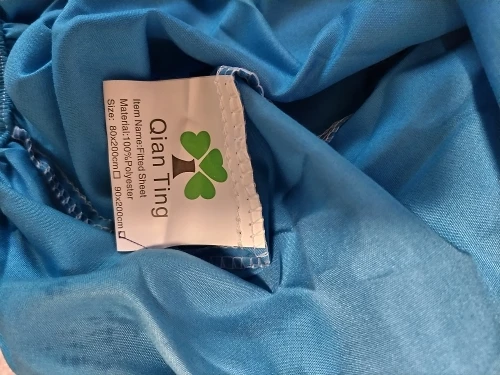 Qian Ting
Item Name:Fitted Sheet
Material:100%Polyester
Size: 80x200cm☐ 90x200cm☑